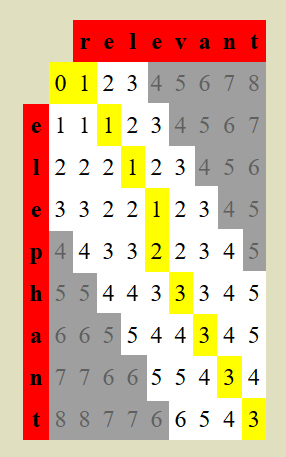 r e l e v a n t
0 1 2 3 4 5 6 7 8
e 1 1 1 2 3 4 5 6 7
l 2 2 2 1 2 3 4 5 6
e 3 3 2 2 1 2 3 4 5
p 4 4 3 3 2 2 3 4 5
h 5 5 4 4 3 3 3 4 5
a 6 6 5 5 4 4 3 4 5
n 7 7 6 6 5 5 4 3 4
t 8 8 7 7 6 6 5 4 3